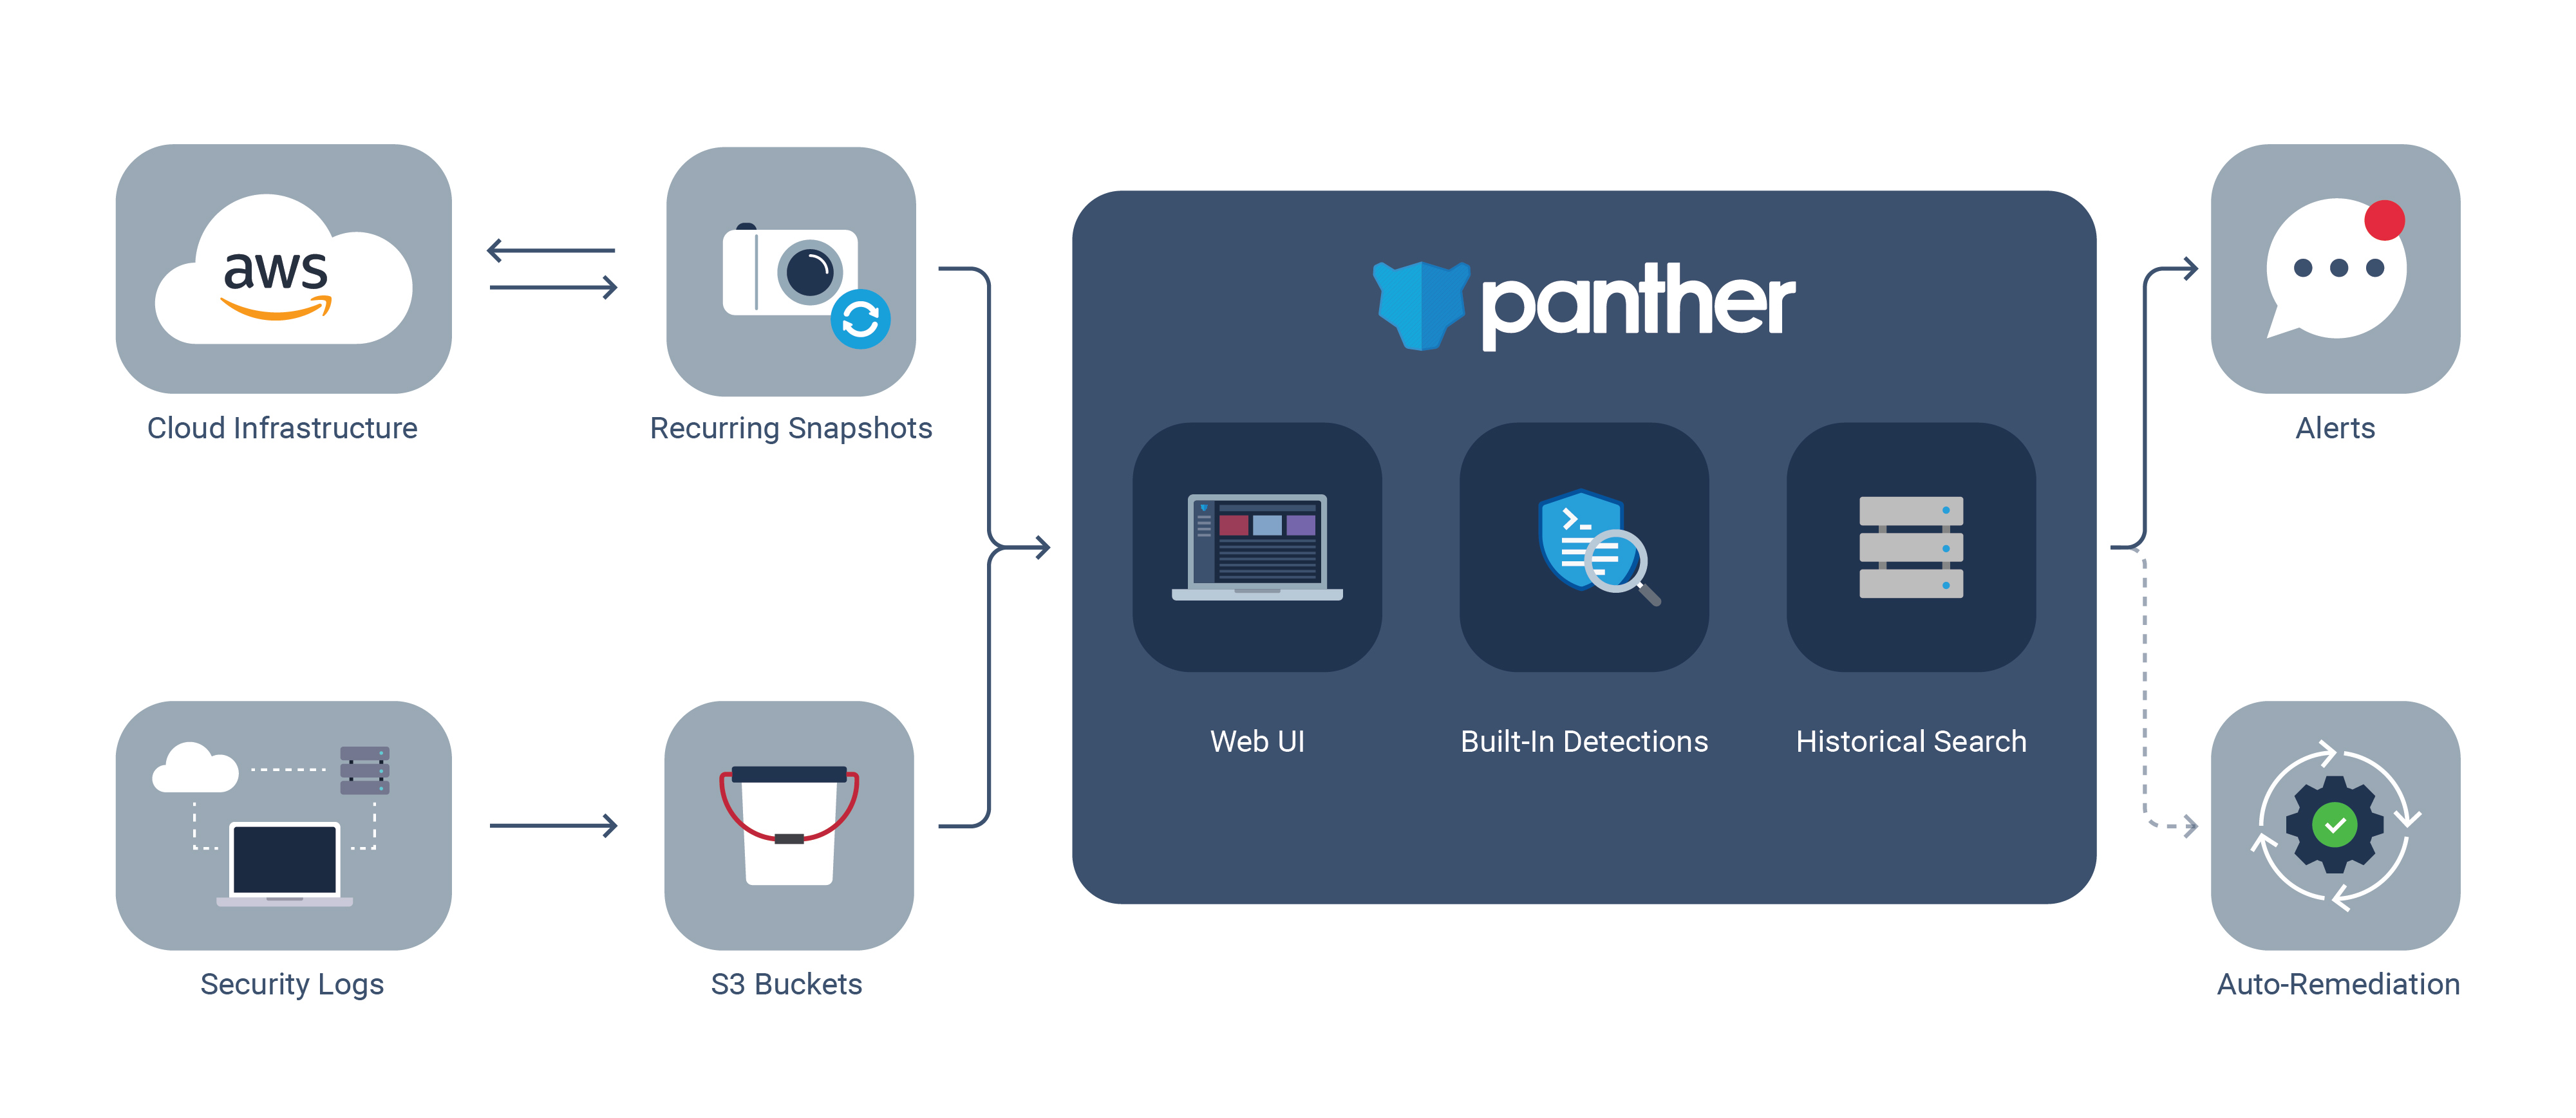 aws
Cloud Infrastructure
Recurring Snapshots
panther
Web UI
Built-In Detections
Historical Search
Alerts
Security Logs
S3 Buckets
Auto-Remediation